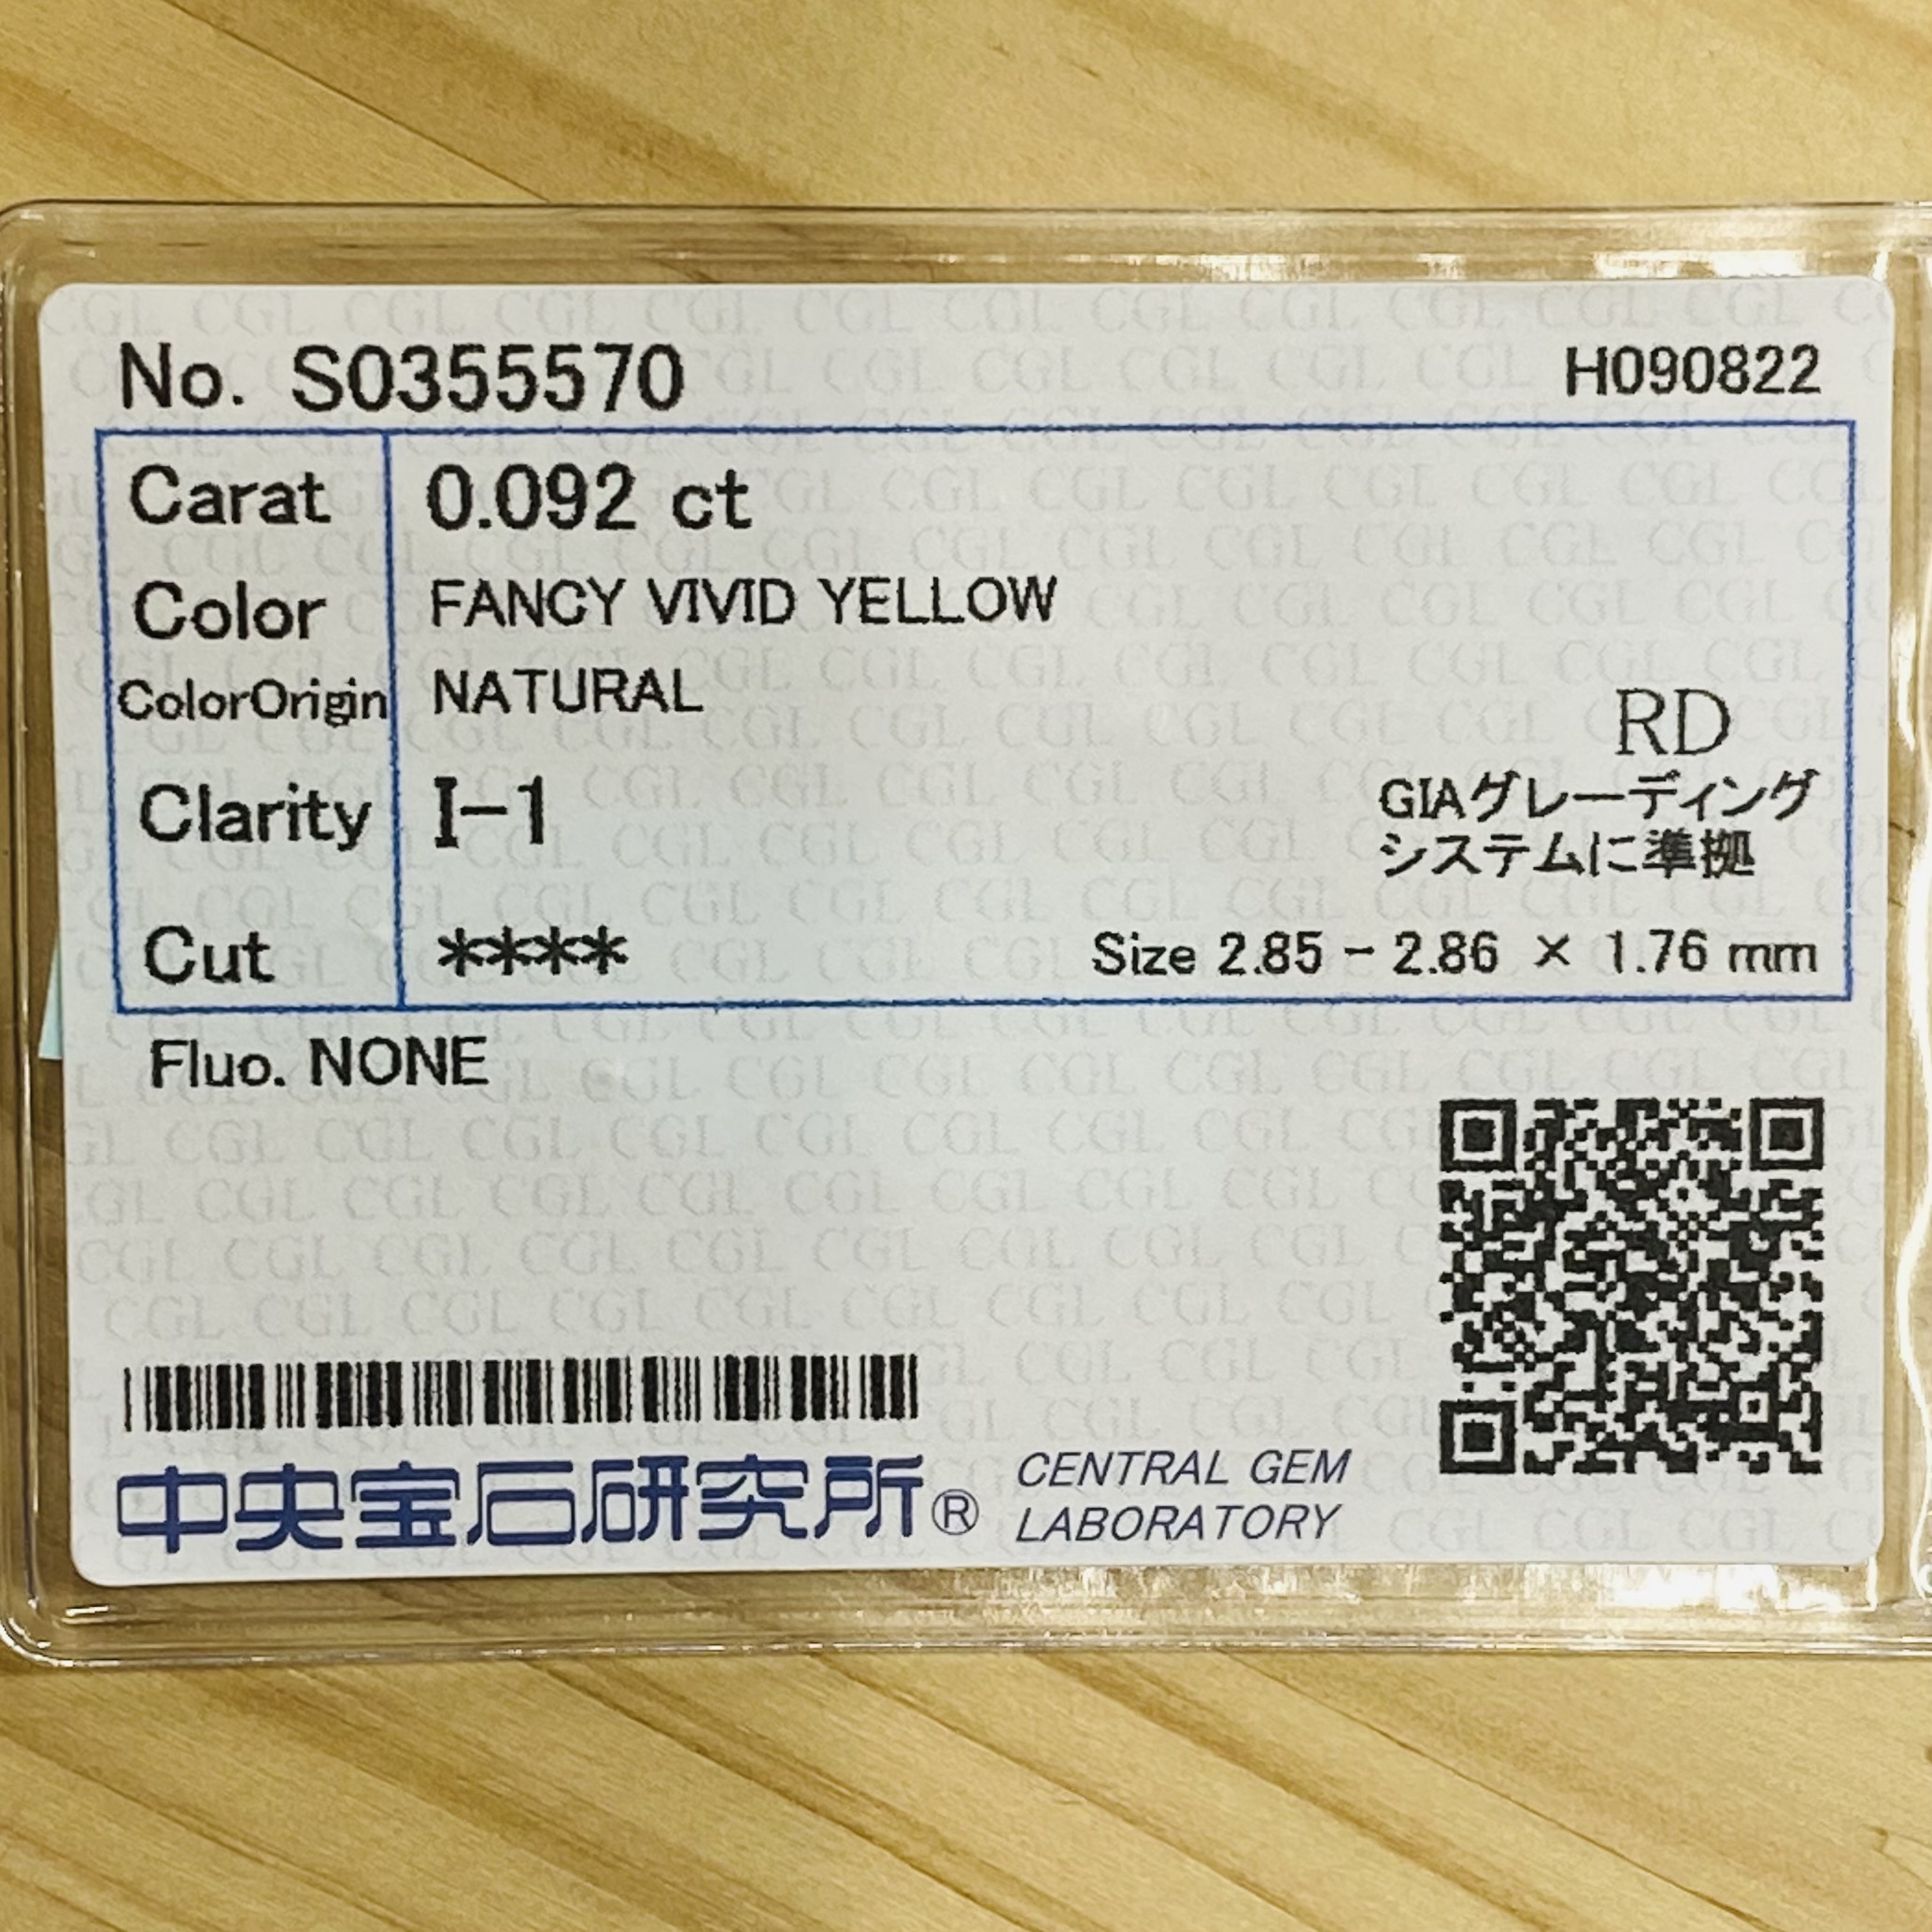 No. S0355570
H090822
Carat 0.092 ct
Color FANCY VIVID YELLOW
ColorOrigin NATURAL
RD
Clarity I-1
GIAグレーディング
システムに準拠
Cut ****
Size 2.85 - 2.86 × 1.76 mm
Fluo. NONE
中央宝石研究所®
CENTRAL GEM
LABORATORY